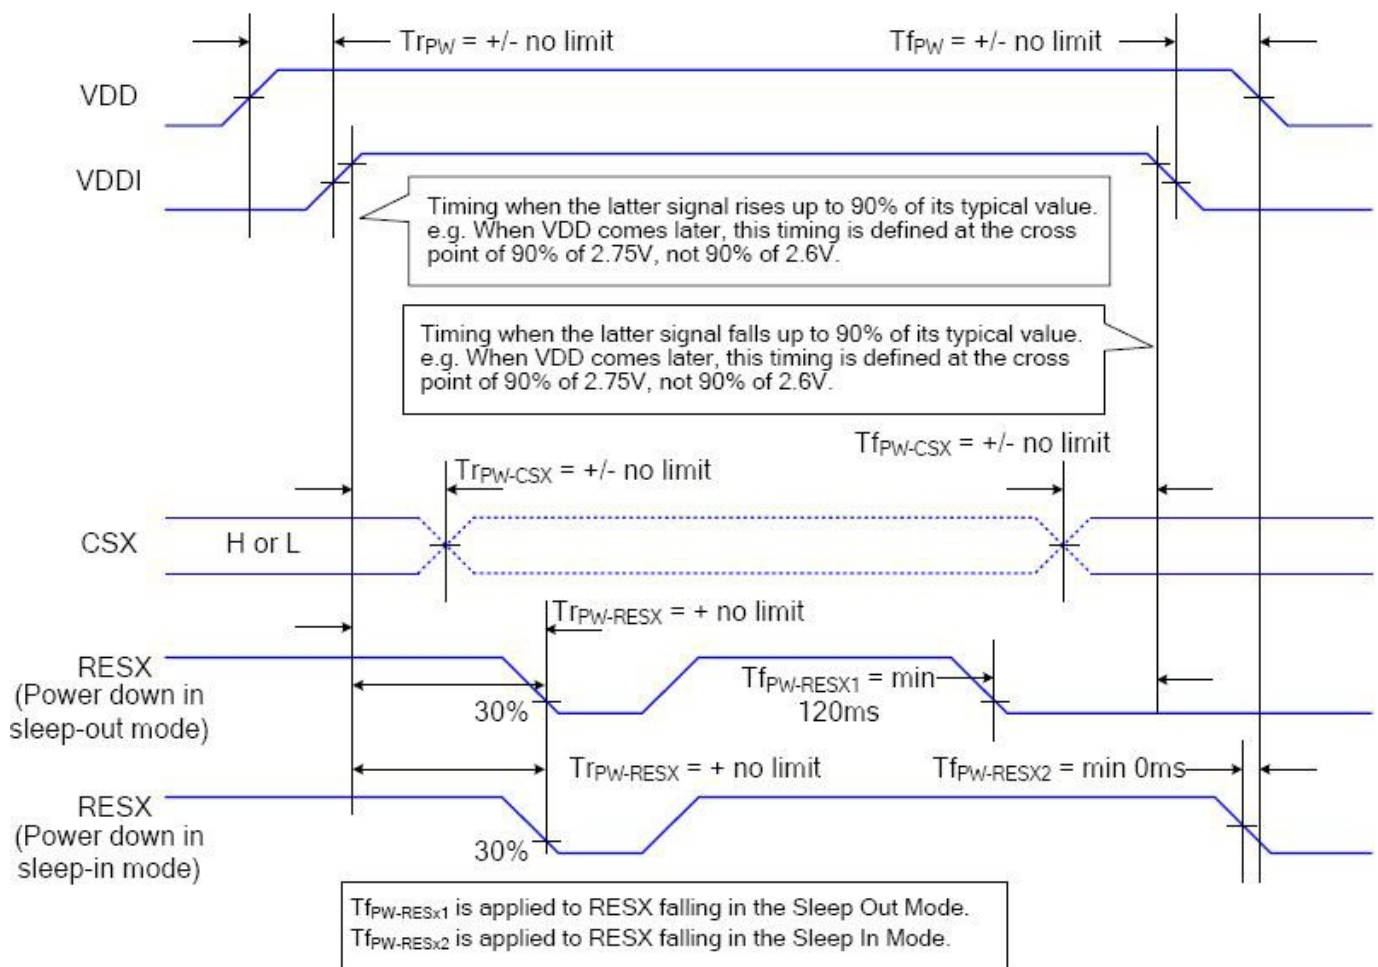 TrPW = +/- no limit
TfPW = +/- no limit
VDD
VDDI
Timing when the latter signal rises up to 90% of its typical value.
e.g. When VDD comes later, this timing is defined at the cross
point of 90% of 2.75V, not 90% of 2.6V.
Timing when the latter signal falls up to 90% of its typical value.
e.g. When VDD comes later, this timing is defined at the cross
point of 90% of 2.75V, not 90% of 2.6V.
TfPW-CSX = +/- no limit
TrPW-CSX = +/- no limit
CSX
H or L
TrPW-RESX = + no limit
RESX
(Power down in
sleep-out mode)
30%
TfPW-RESX1 = min
120ms
TrPW-RESX = + no limit
TfPW-RESX2 = min 0ms
RESX
(Power down in
sleep-in mode)
30%
TfPW-RESx1 is applied to RESX falling in the Sleep Out Mode.
TfPW-RESx2 is applied to RESX falling in the Sleep In Mode.